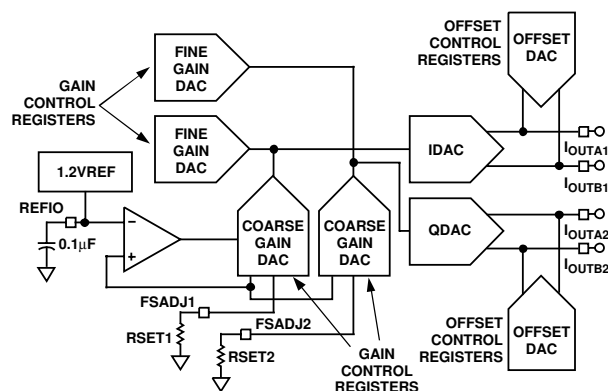 OFFSET
CONTROL
REGISTERS
OFFSET
DAC
FINE
GAIN
DAC
GAIN
CONTROL
REGISTERS
FINE
GAIN
DAC
IDAC
IOUTA1
IOUTB1
1.2VREF
REFIO
0.1µF
−
+
COARSE
GAIN
DAC
COARSE
GAIN
DAC
QDAC
IOUTA2
IOUTB2
FSADJ1
RSET1
FSADJ2
RSET2
GAIN
CONTROL
REGISTERS
OFFSET
CONTROL
REGISTERS
OFFSET
DAC